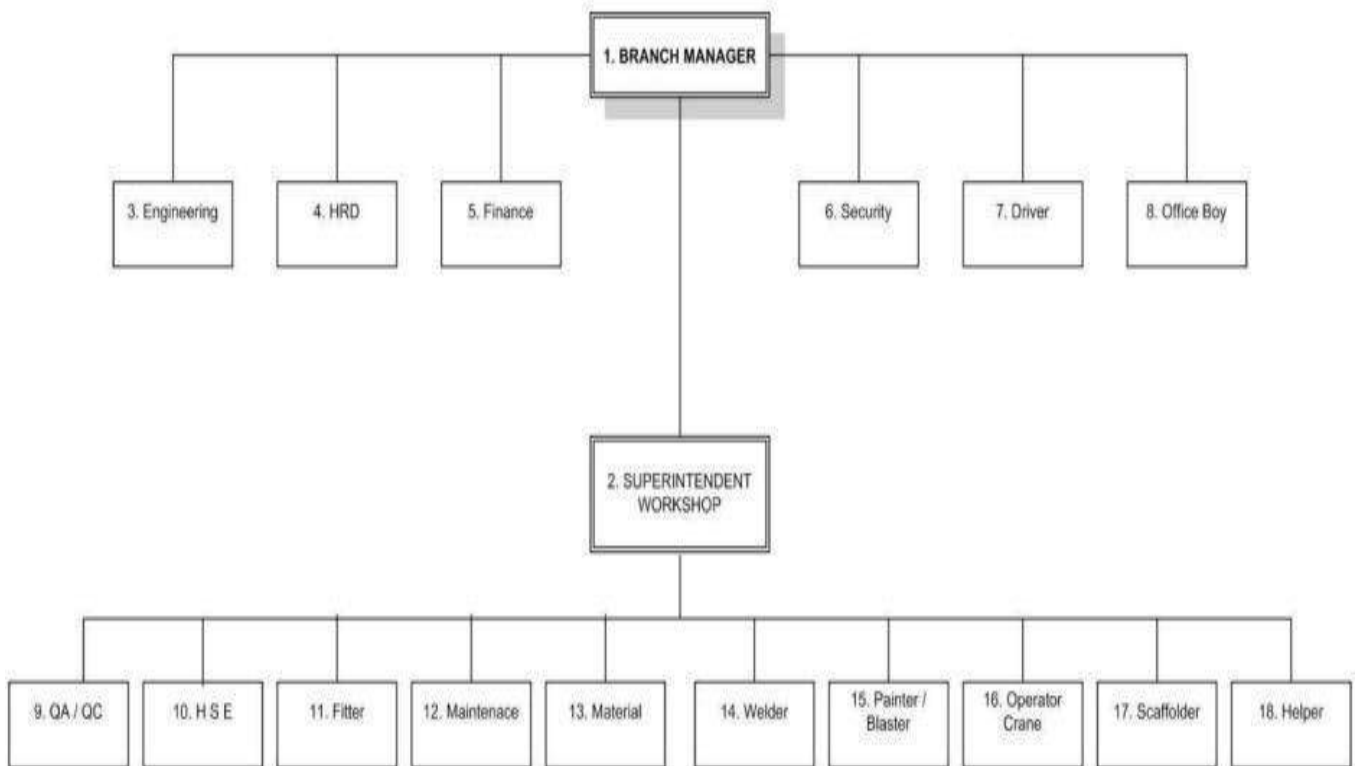 1. BRANCH MANAGER
3. Engineering
4. HRD
5. Finance
6. Security
7. Driver
8. Office Boy
2. SUPERINTENDENT
WORKSHOP
9. QA / QC
10. H S E
11. Fitter
12. Maintenace
13. Material
14. Welder
15. Painter /
Blaster
16. Operator
Crane
17. Scaffolder
18. Helper